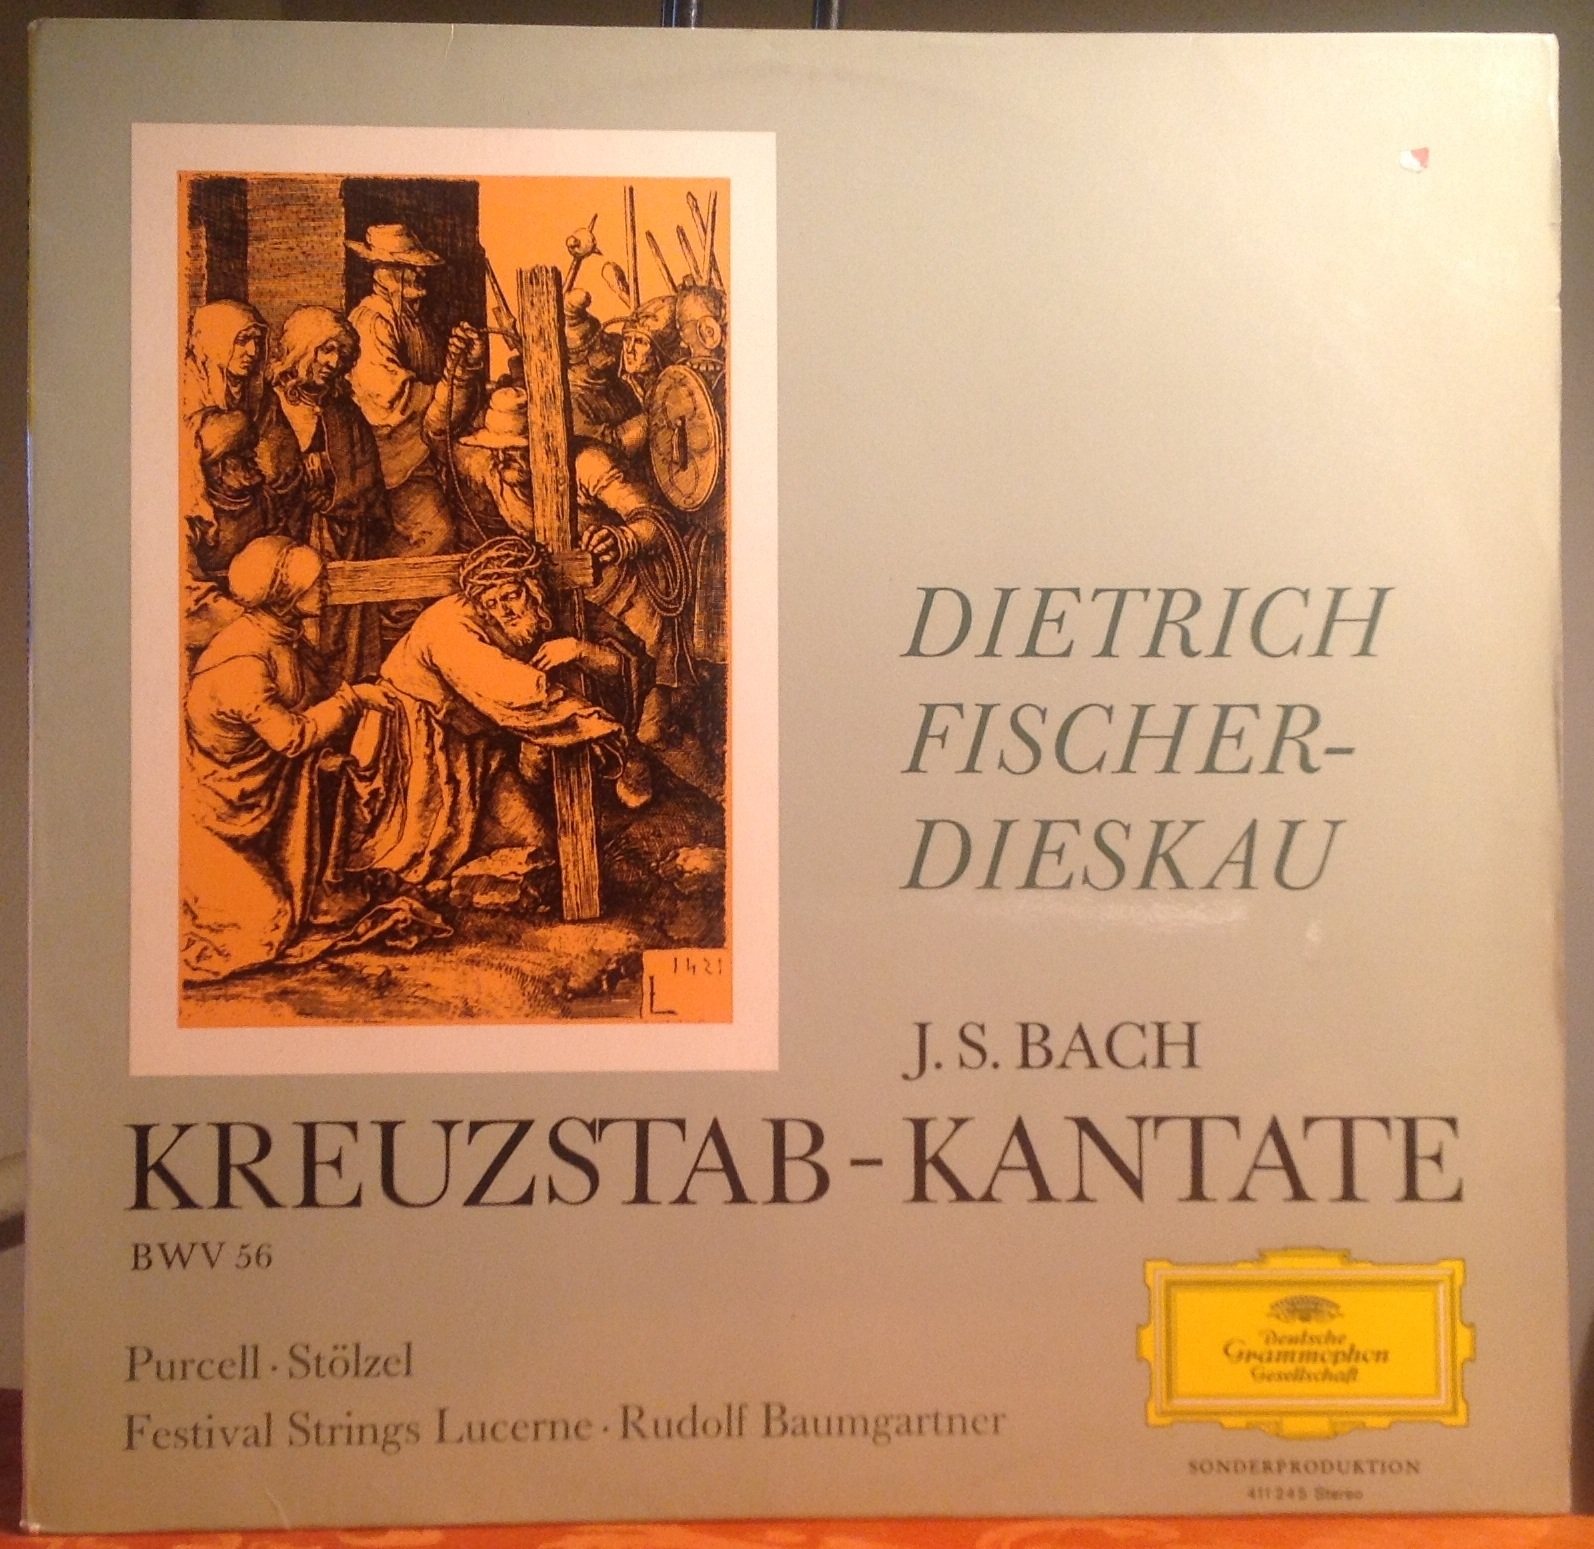 1421
L
DIETRICH
FISCHER-
DIESKAU
J. S. BACH
KREUZSTAB-KANTATE
BWV 56
Purcell · Stölzel
Festival Strings Lucerne · Rudolf Baumgartner
Deutsche
Grammophon
Gesellschaft
SONDERPRODUKTION
411 245 Stereo